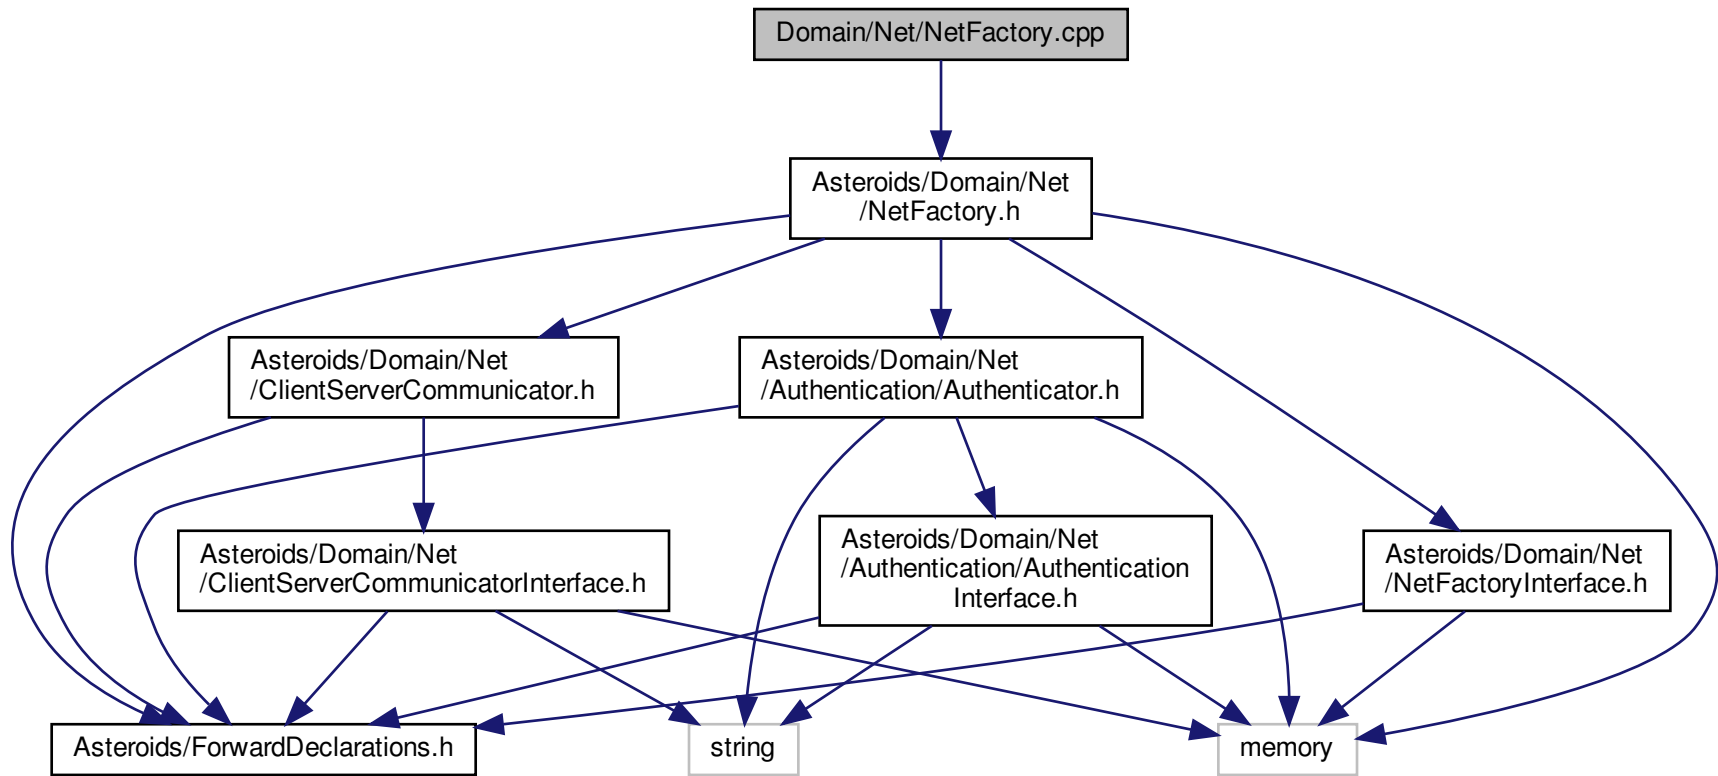 Domain/Net/NetFactory.cpp
Asteroids/Domain/Net
/NetFactory.h
Asteroids/Domain/Net
/ClientServerCommunicator.h
Asteroids/Domain/Net
/Authentication/Authenticator.h
Asteroids/Domain/Net
/ClientServerCommunicatorInterface.h
Asteroids/Domain/Net
/Authentication/Authentication
Interface.h
Asteroids/Domain/Net
/NetFactoryInterface.h
Asteroids/ForwardDeclarations.h
string
memory